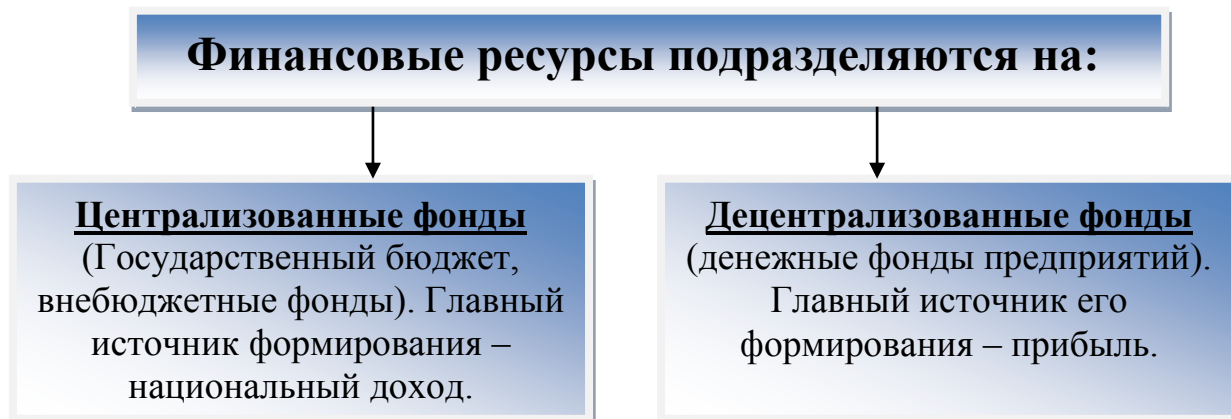 Финансовые ресурсы подразделяются на:
Централизованные фонды
(Государственный бюджет,
внебюджетные фонды). Главный
источник формирования –
национальный доход.
Децентрализованные фонды
(денежные фонды предприятий).
Главный источник его
формирования – прибыль.